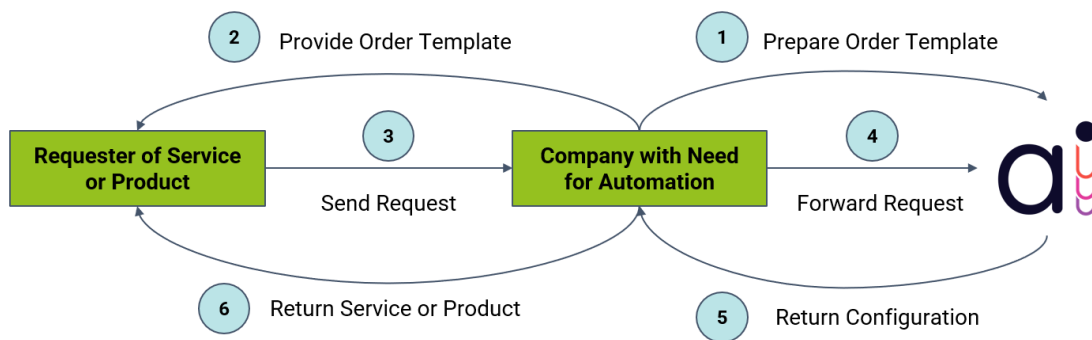 2 Provide Order Template
1 Prepare Order Template
3
4
Requester of Service
or Product
Company with Need
for Automation
ai
Send Request
Forward Request
6 Return Service or Product
5 Return Configuration